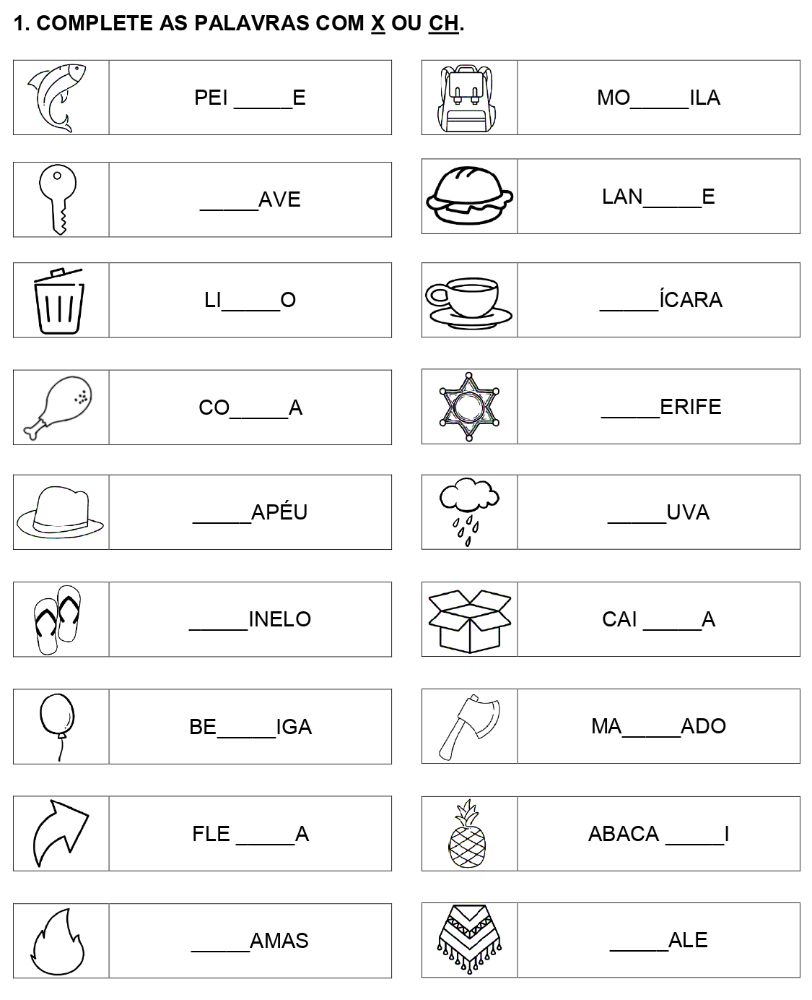 1. COMPLETE AS PALAVRAS COM X OU CH.
PEI _____E
MO_____ILA
_____AVE
LAN_____E
LI_____O
_____ÍCARA
CO_____A
_____ERIFE
_____APÉU
_____UVA
_____INELO
CAI _____A
BE_____IGA
MA_____ADO
FLE _____A
ABACA _____I
_____AMAS
_____ALE